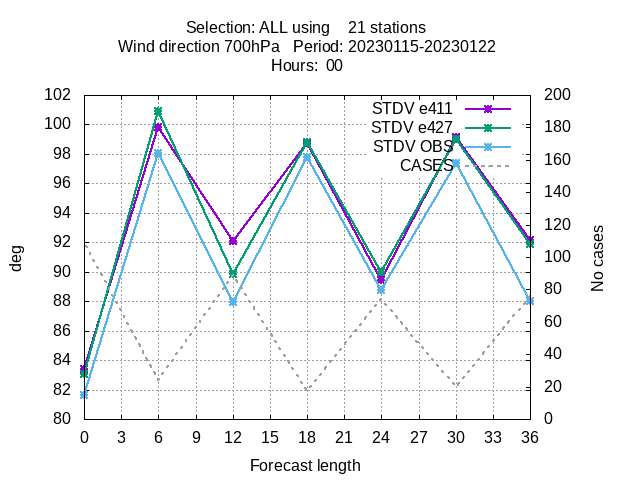 Selection: ALL using    21 stations
Wind direction 700hPa   Period: 20230115-20230122
Hours:  00
STDV e411
STDV e427
STDV OBS
CASES
deg
102
100
98
96
94
92
90
88
86
84
82
80
200
180
160
140
120
100
80
60
40
20
0
No cases
0 3 6 9 12 15 18 21 24 27 30 33 36
Forecast length